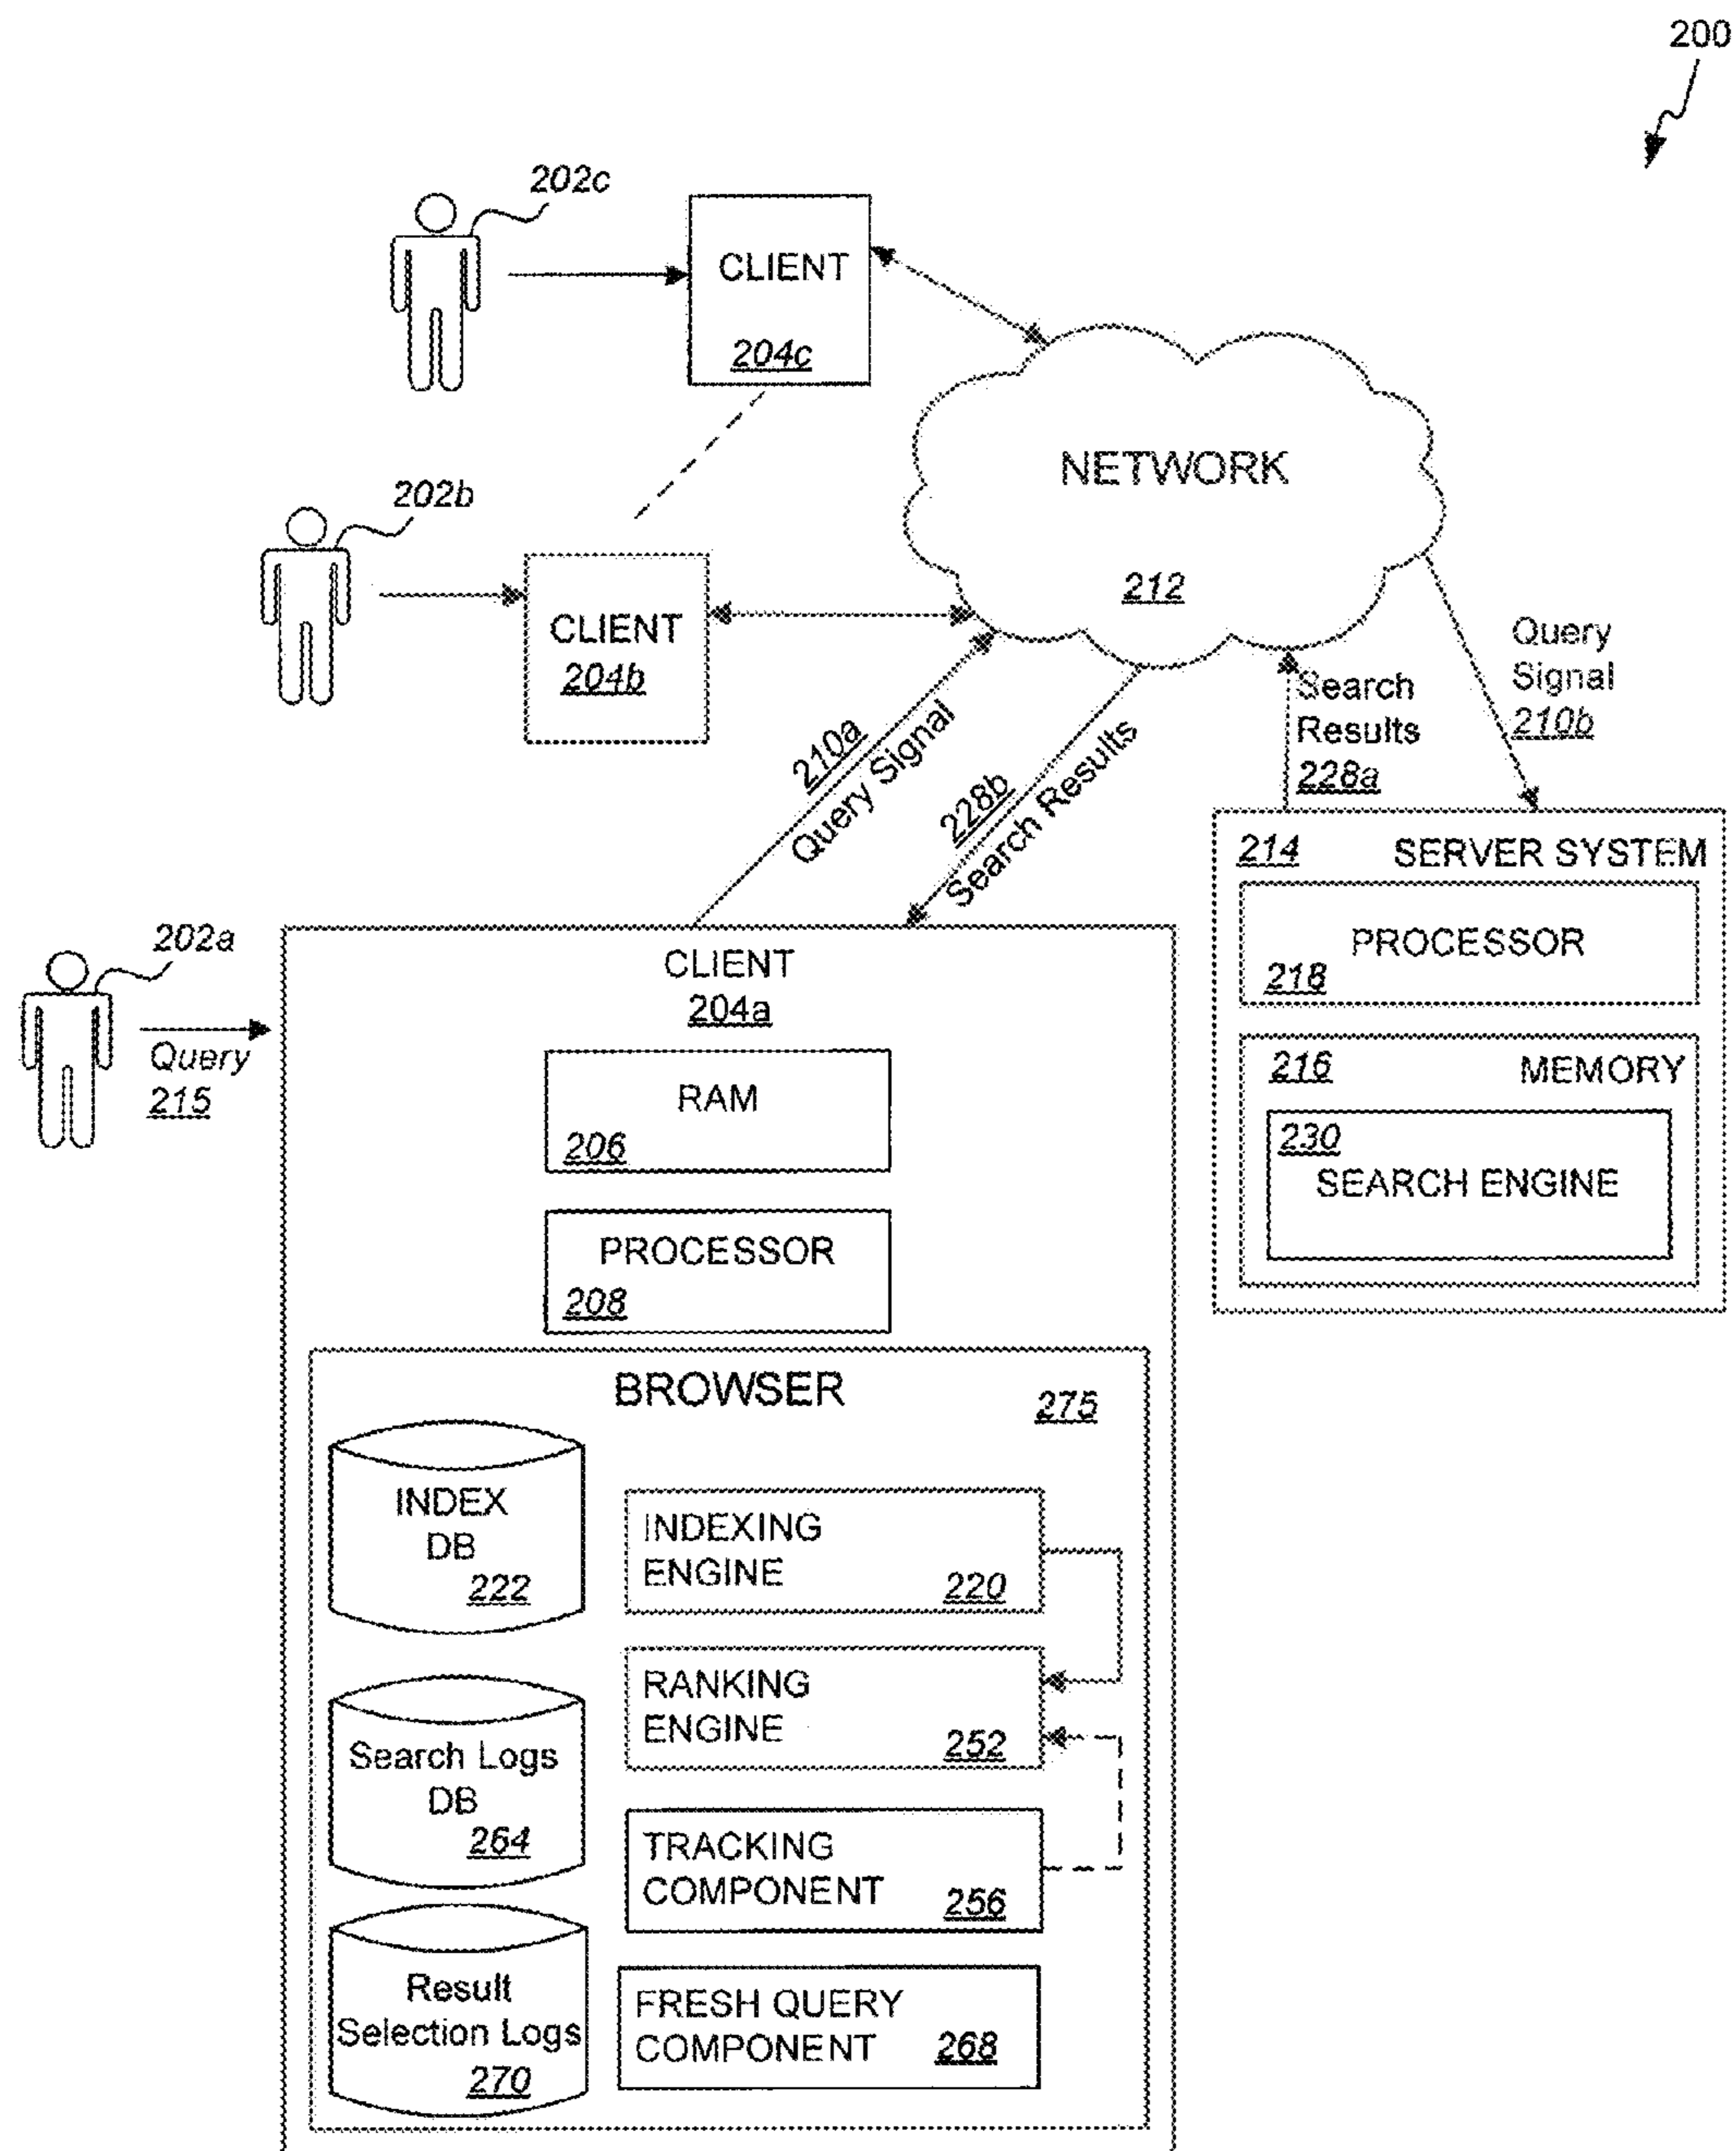 200
202c
CLIENT
204c
202b
CLIENT
204b
NETWORK
212
210a
Query Signal
228b
Search Results
Search
Results
228a
Query
Signal
210b
214 SERVER SYSTEM
PROCESSOR
218
216 MEMORY
230
SEARCH ENGINE
202a
Query
215
CLIENT
204a
RAM
206
PROCESSOR
208
BROWSER
275
INDEX
DB
222
INDEXING
ENGINE 220
RANKING
ENGINE 252
Search Logs
DB
264
TRACKING
COMPONENT 256
Result
Selection Logs
270
FRESH QUERY
COMPONENT 268